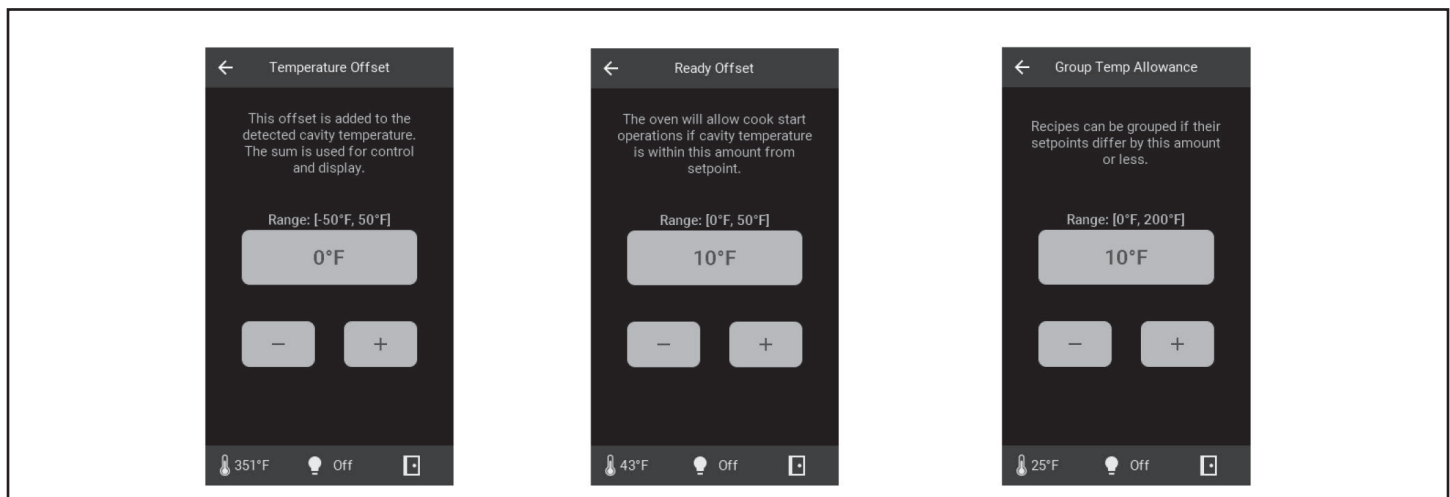 Temperature Offset
This offset is added to the
detected cavity temperature.
The sum is used for control
and display.
Range: [-50°F, 50°F]
0°F
− +
351°F Off
Ready Offset
The oven will allow cook start
operations if cavity temperature
is within this amount from
setpoint.
Range: [0°F, 50°F]
10°F
− +
43°F Off
Group Temp Allowance
Recipes can be grouped if their
setpoints differ by this amount
or less.
Range: [0°F, 200°F]
10°F
− +
25°F Off